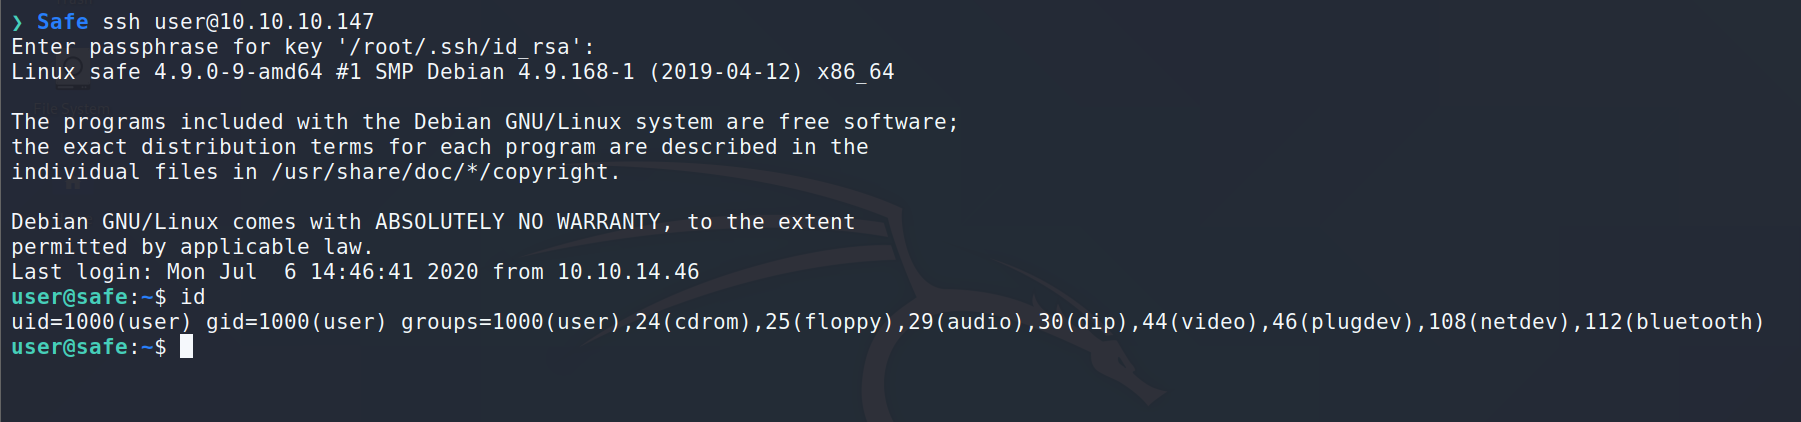 ❯ Safe ssh user@10.10.10.147
Enter passphrase for key '/root/.ssh/id_rsa':
Linux safe 4.9.0-9-amd64 #1 SMP Debian 4.9.168-1 (2019-04-12) x86_64
The programs included with the Debian GNU/Linux system are free software;
the exact distribution terms for each program are described in the
individual files in /usr/share/doc/*/copyright.
Debian GNU/Linux comes with ABSOLUTELY NO WARRANTY, to the extent
permitted by applicable law.
Last login: Mon Jul  6 14:46:41 2020 from 10.10.14.46
user@safe:~$ id
uid=1000(user) gid=1000(user) groups=1000(user),24(cdrom),25(floppy),29(audio),30(dip),44(video),46(plugdev),108(netdev),112(bluetooth)
user@safe:~$
File System